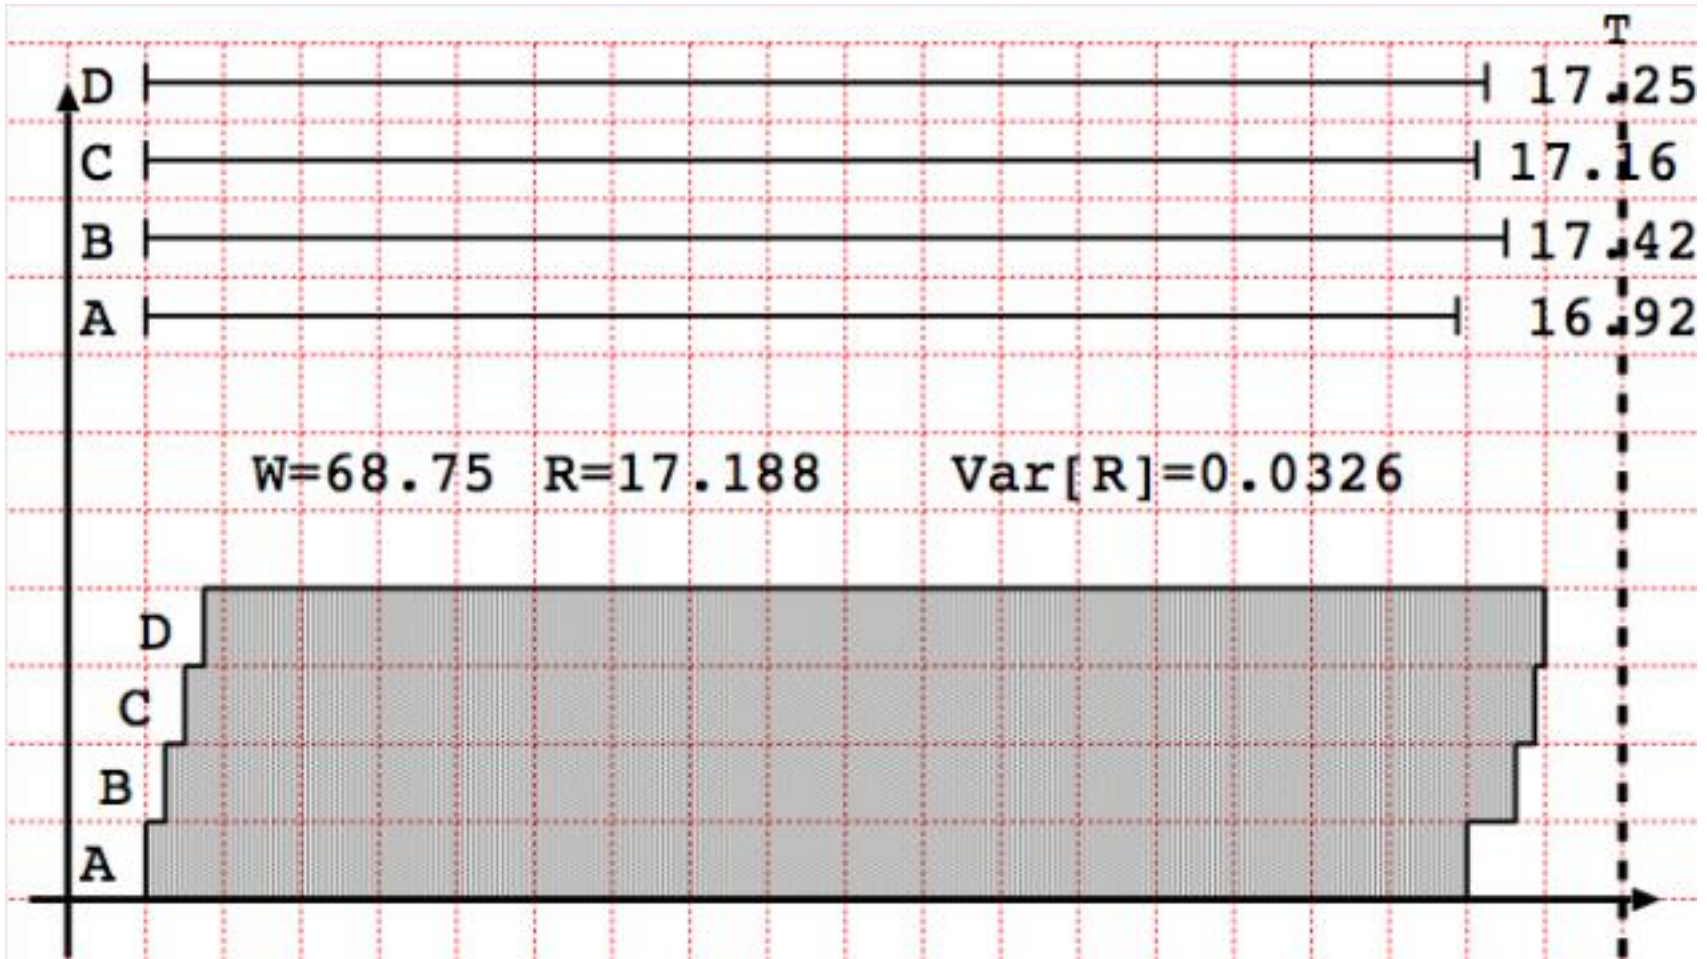 T
D 17.25
C 17.16
B 17.42
A 16.92
W=68.75 R=17.188 Var[R]=0.0326
D
C
B
A